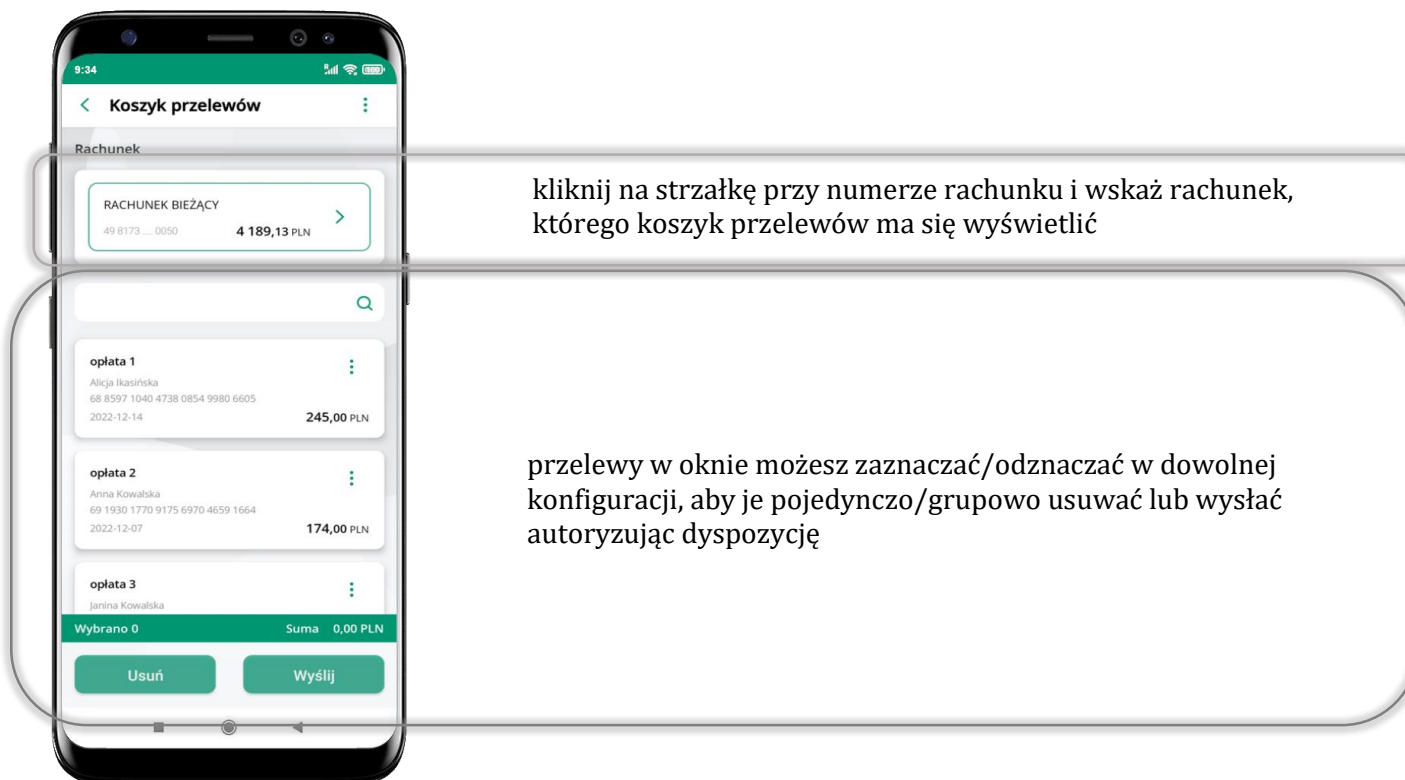 9:34
Koszyk przelewów
Rachunek
RACHUNEK BIEŻĄCY
49 8173 .... 0050 4 189,13 PLN
kliknij na strzałkę przy numerze rachunku i wskaż rachunek,
którego koszyk przelewów ma się wyświetlić
opłata 1
Alicja Ikasińska
68 8597 1040 4738 0854 9980 6605
2022-12-14 245,00 PLN
opłata 2
Anna Kowalska
69 1930 1770 9175 6970 4659 1664
2022-12-07 174,00 PLN
opłata 3
Janina Kowalska
Wybrano 0 Suma 0,00 PLN
Usuń Wyślij
przelewy w oknie możesz zaznaczać/odznaczać w dowolnej
konfiguracji, aby je pojedynczo/grupowo usuwać lub wysłać
autoryzując dyspozycję